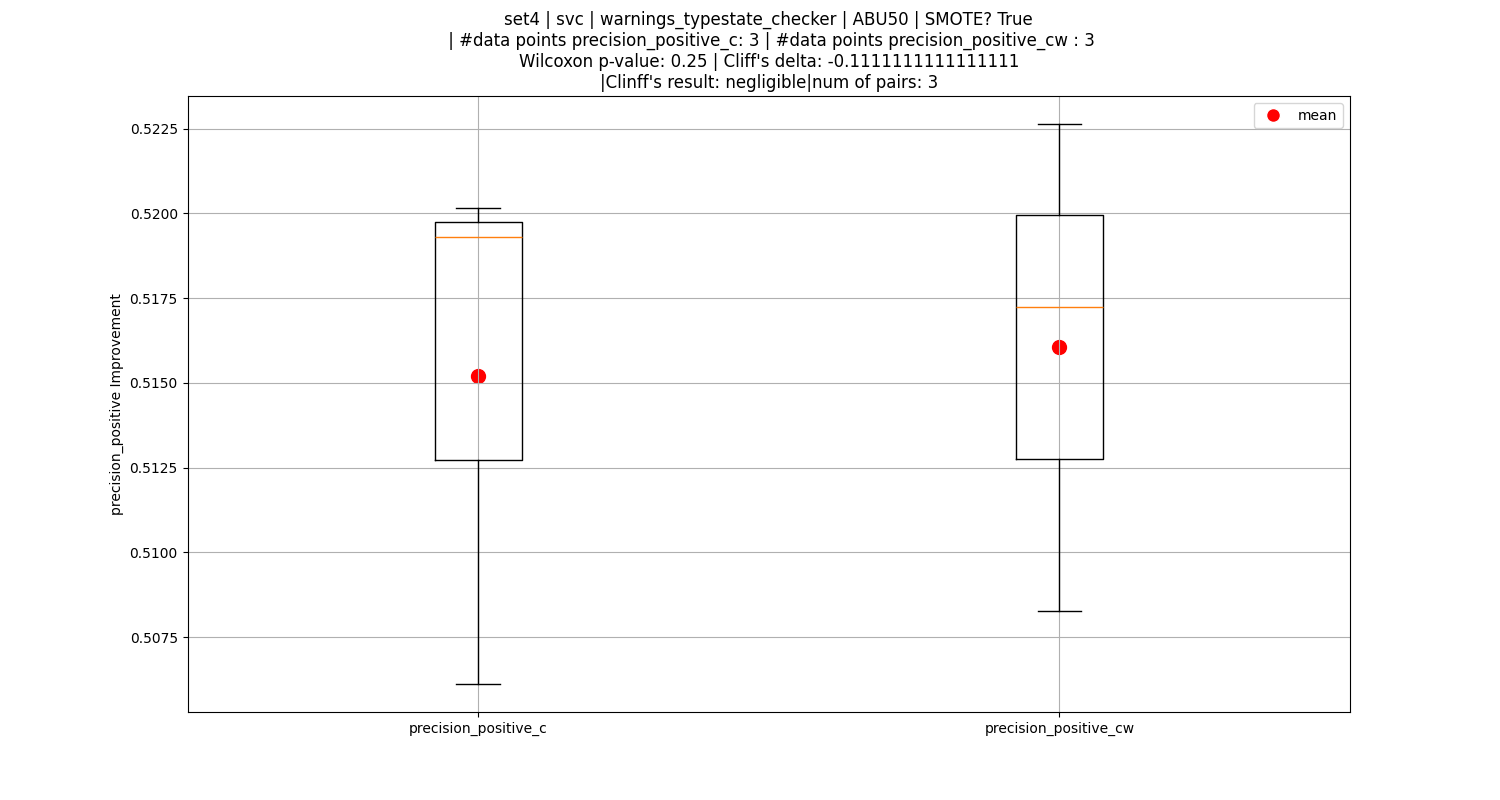 set4 | svc | warnings_typestate_checker | ABU50 | SMOTE? True
| #data points precision_positive_c: 3 | #data points precision_positive_cw : 3
Wilcoxon p-value: 0.25 | Cliff's delta: -0.1111111111111111
|Clinff's result: negligible|num of pairs: 3
mean
precision_positive Improvement
0.5225
0.5200
0.5175
0.5150
0.5125
0.5100
0.5075
precision_positive_c
precision_positive_cw